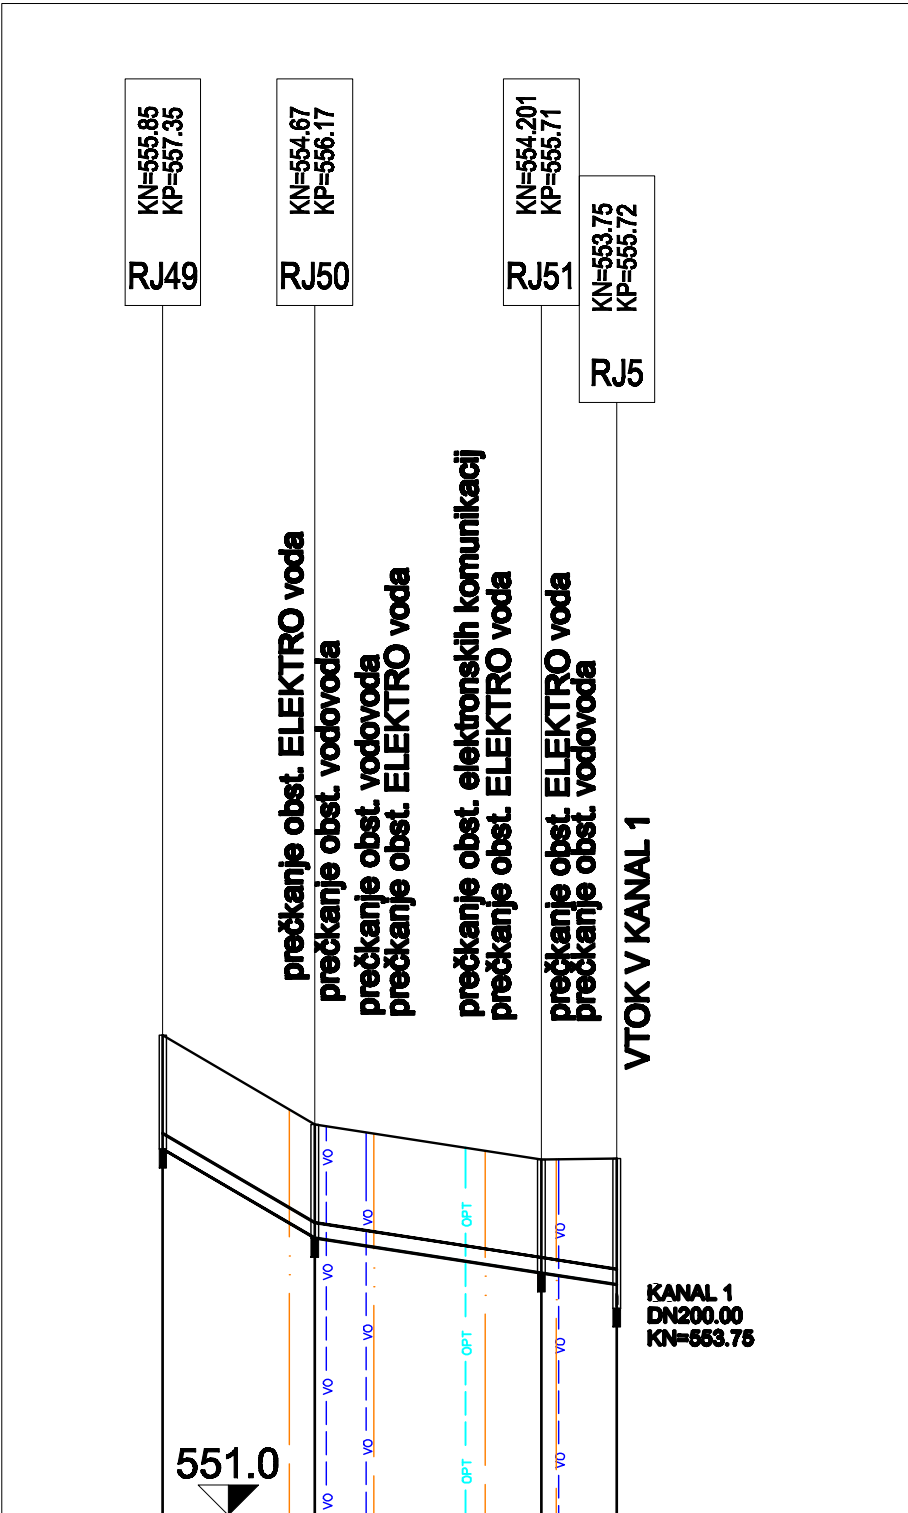 KN=555.85
KP=557.35
RJ49
KN=554.67
KP=556.17
RJ50
KN=554.201
KP=555.71
RJ51
KN=553.75
KP=555.72
RJ5
prečkanje obst. ELEKTRO voda
prečkanje obst. vodovoda
prečkanje obst. vodovoda
prečkanje obst. ELEKTRO voda
prečkanje obst. elektronskih komunikacij
prečkanje obst. ELEKTRO voda
prečkanje obst. ELEKTRO voda
prečkanje obst. vodovoda
VTOK V KANAL 1
VO
VO
VO
VO
VO
VO
VO
OPT
OPT
OPT
VO
VO
VO
KANAL 1
DN200.00
KN=553.75
551.0